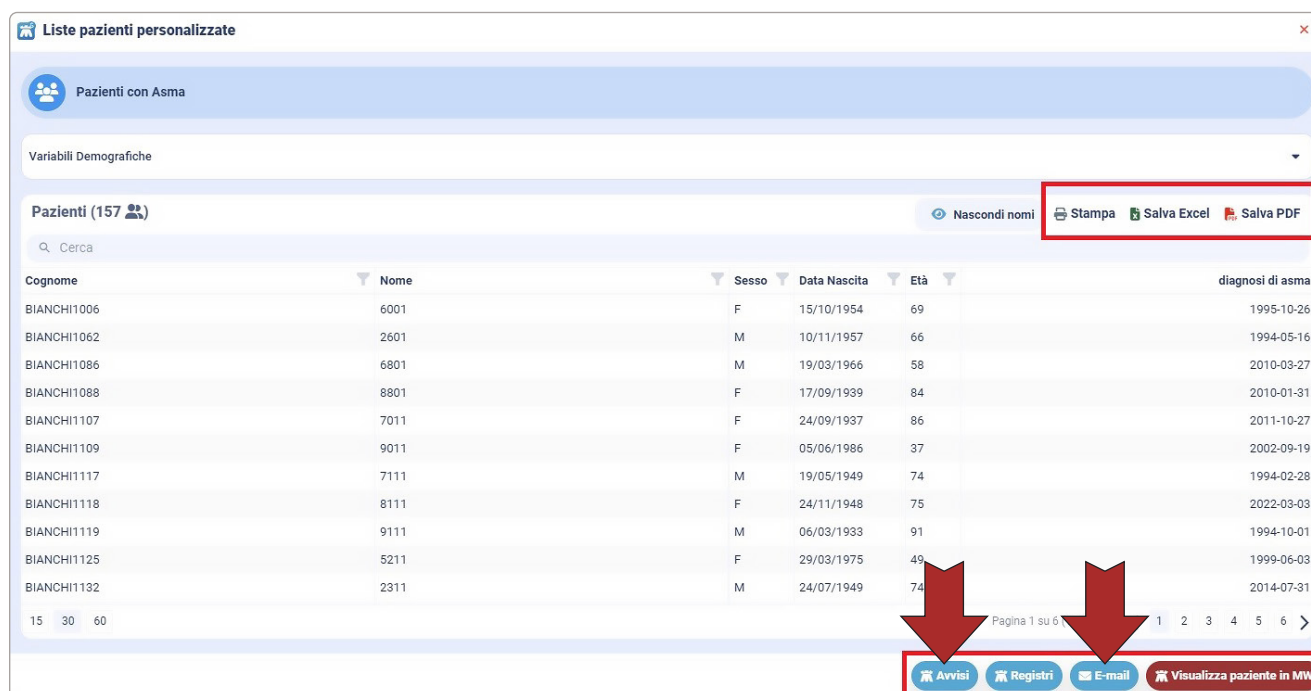 Liste pazienti personalizzate
Pazienti con Asma
Variabili Demografiche
Pazienti (157) Nascondi nomi Stampa Salva Excel Salva PDF
Cerca
Cognome Nome Sesso Data Nascita Età diagnosi di asma
BIANCHI1006 6001 F 15/10/1954 69 1995-10-26
BIANCHI1062 2601 M 10/11/1957 66 1994-05-16
BIANCHI1086 6801 M 19/03/1966 58 2010-03-27
BIANCHI1088 8801 F 17/09/1939 84 2010-01-31
BIANCHI1107 7011 F 24/09/1937 86 2011-10-27
BIANCHI1109 9011 F 05/06/1986 37 2002-09-19
BIANCHI1117 7111 M 19/05/1949 74 1994-02-28
BIANCHI1118 8111 F 24/11/1948 75 2022-03-03
BIANCHI1119 9111 M 06/03/1933 91 1994-10-01
BIANCHI1125 5211 F 29/03/1975 49 1999-06-03
BIANCHI1132 2311 M 24/07/1949 74 2014-07-31
15 30 60 Pagina 1 su 6 1 2 3 4 5 6
Avvisi Registri E-mail Visualizza paziente in MW